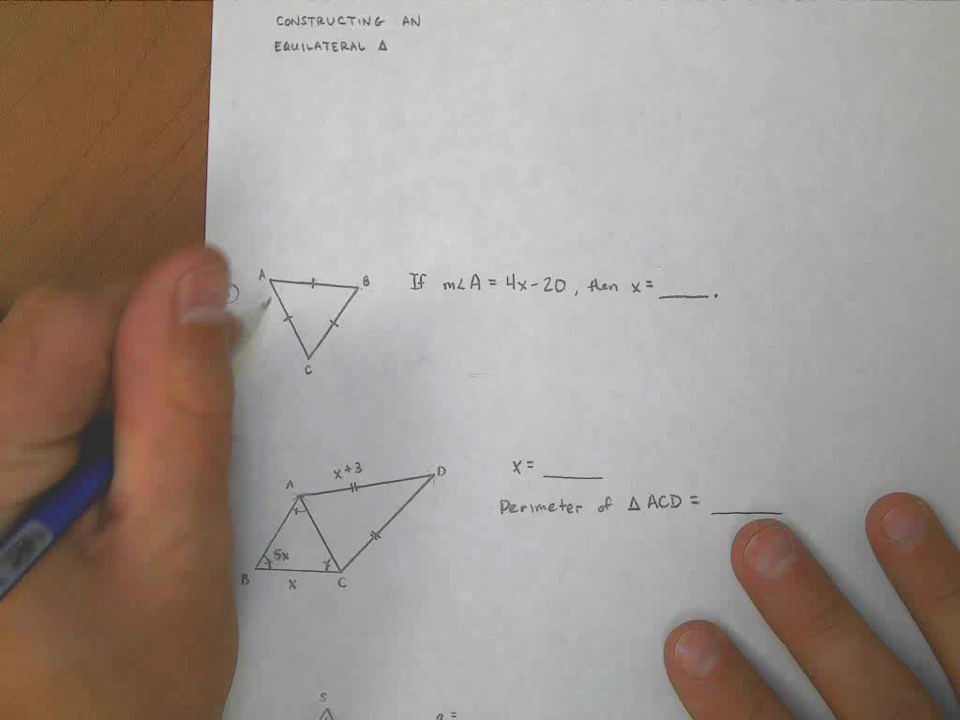 CONSTRUCTING AN
EQUILATERAL Δ
A
B
C
If m∠A = 4x - 20, then x = ____.
x + 3
D
A
5x
B
x
C
x = ____
Perimeter of Δ ACD = ____
S